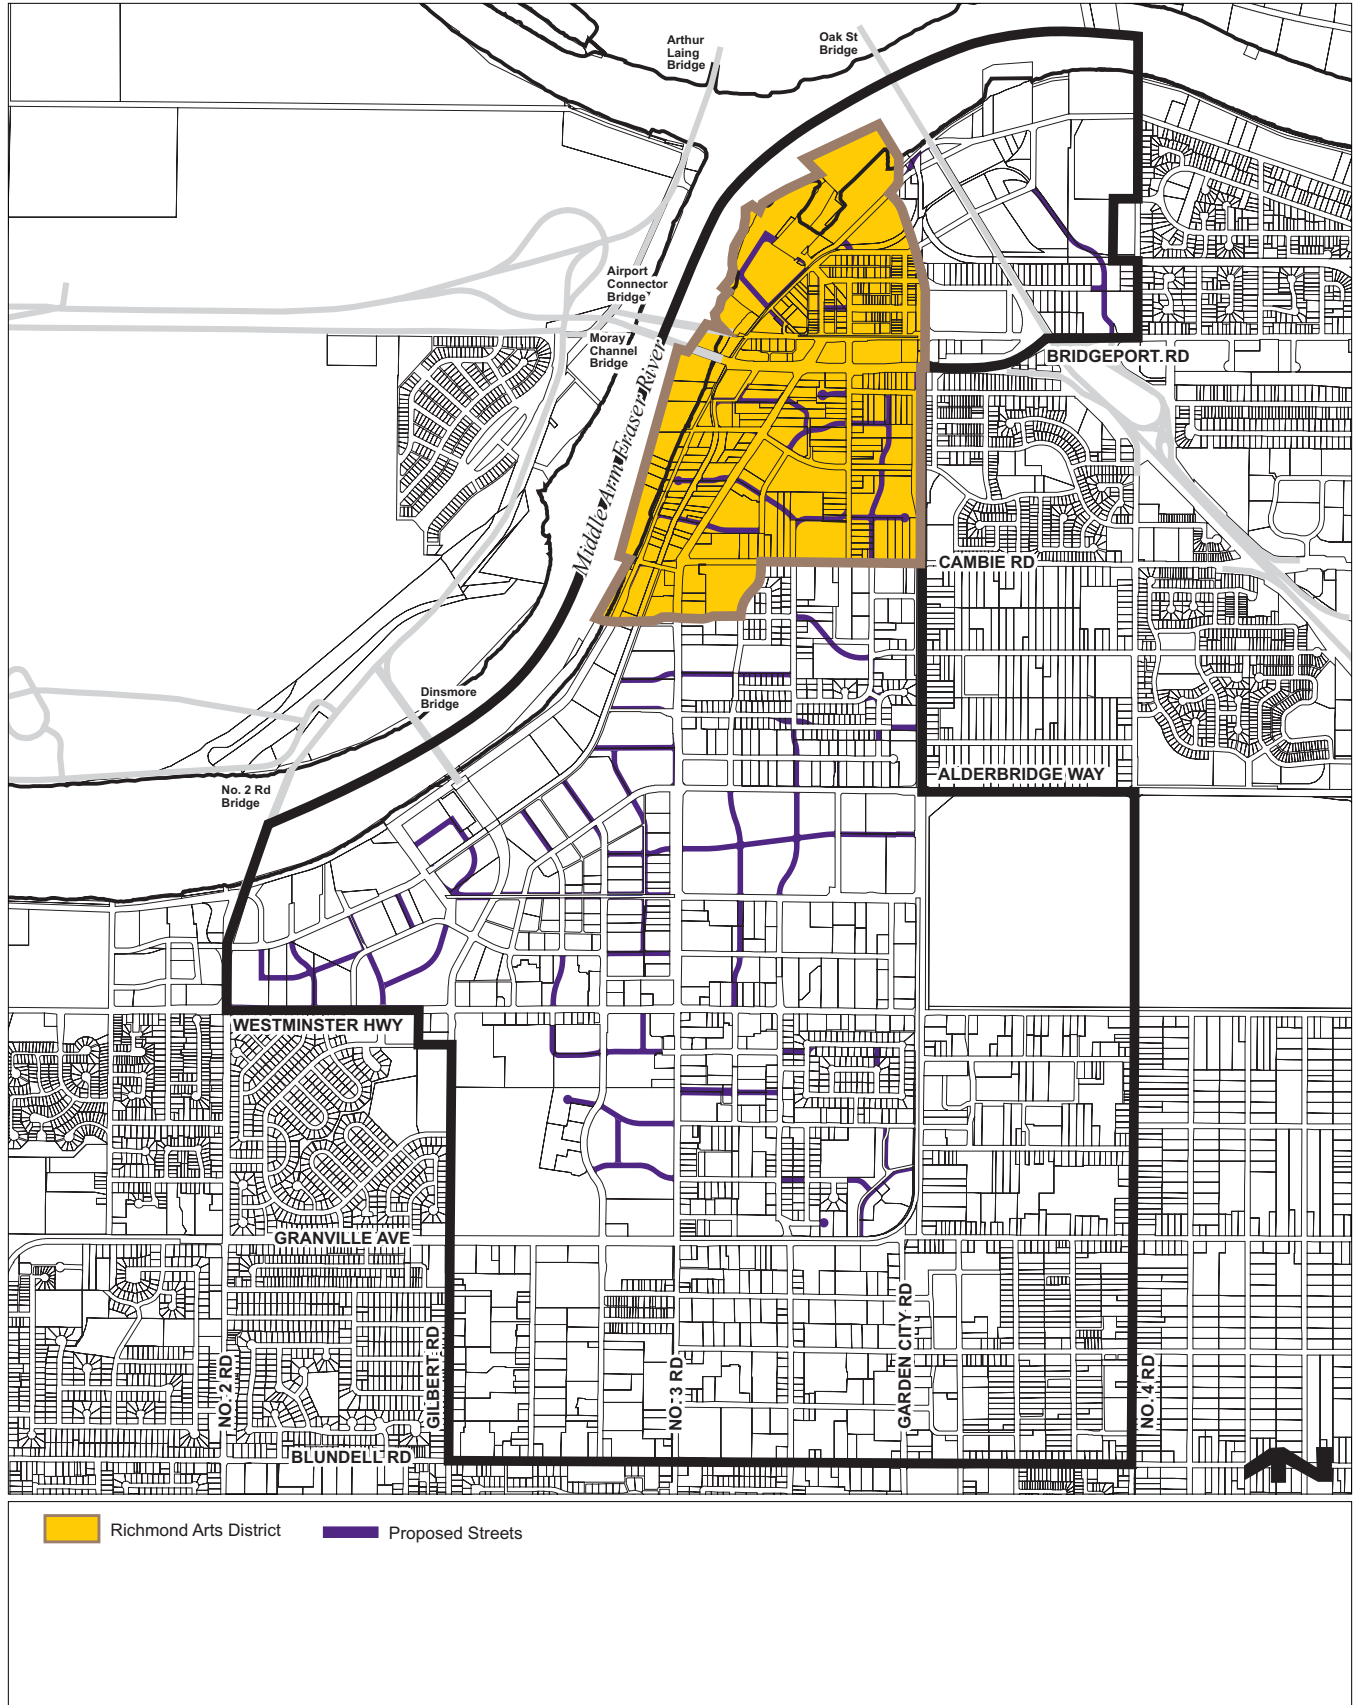 Arthur
Laing
Bridge
Oak St
Bridge
Airport
Connector
Bridge
Moray
Channel
Bridge
Middle Arm Fraser River
BRIDGEPORT RD
CAMBIE RD
Dinsmore
Bridge
No. 2 Rd
Bridge
ALDERBRIDGE WAY
WESTMINSTER HWY
GRANVILLE AVE
NO. 2 RD
GILBERT RD
NO. 3 RD
GARDEN CITY RD
NO. 4 RD
BLUNDELL RD
Richmond Arts District
Proposed Streets